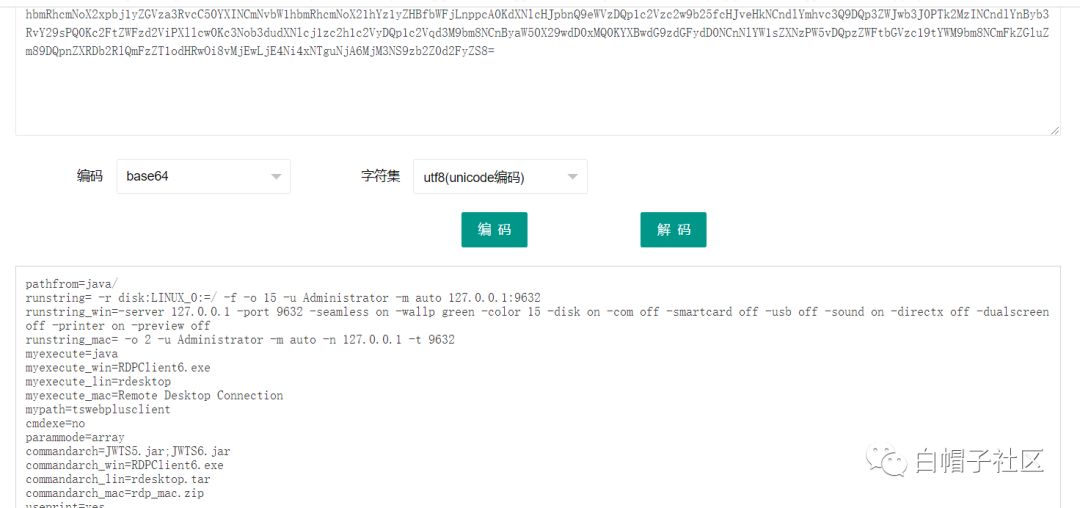 hbmRhcmNoX2xpbj1yZGVza3RvcC50YXINCmNvbW1hbmRhcmNoX21hYz1yZHBfbWFjLnppcA0KdXNlcHJpbnQ9eWVzDQp1c2Vzc2w9b25fcHJveHkNCndlYmhvc3Q9DQp3ZWJwb3J0PTk2MzINCndlYnByb3
RvY29sPQ0Kc2FtZWFzd2ViPXllcw0Kc3Nob3dudXNlcj1zc2h1c2VyDQp1c2Vqd3M9bm8NCnByaW50X29wdD0xMQ0KYXBwdG9zdGFydD0NCnNlYW1sZXNzPW5vDQpzZWFtbGVzc19tYWM9bm8NCmFkZGluZ
m89DQpnZXRDb2RlQmFzZT1odHRwOi8vMjEwLjE4Ni4xNTguNjA6MjM3NS9zb2Z0d2FyZS8=
编码
base64
字符集
utf8(unicode编码)
编 码
解 码
pathfrom=java/
runstring= -r disk:LINUX_0:=/ -f -o 15 -u Administrator -m auto 127.0.0.1:9632
runstring_win=-server 127.0.0.1 -port 9632 -seamless on -wallp green -color 15 -disk on -com off -smartcard off -usb off -sound on -directx off -dualscreen
off -printer on -preview off
runstring_mac= -o 2 -u Administrator -m auto -n 127.0.0.1 -t 9632
myexecute=java
myexecute_win=RDPClient6.exe
myexecute_lin=rdesktop
myexecute_mac=Remote Desktop Connection
mypath=tswebplusclient
cmdexe=no
parammode=array
commandarch=JWTS5.jar;JWTS6.jar
commandarch_win=RDPClient6.exe
commandarch_lin=rdesktop.tar
commandarch_mac=rdp_mac.zip
useprint=yes
白帽子社区